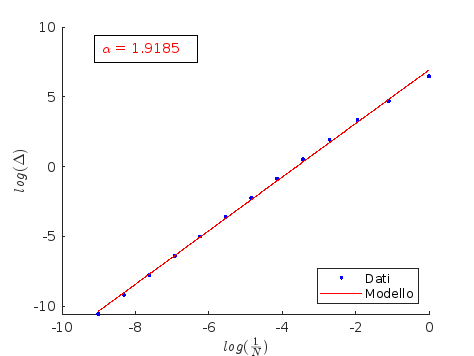 10
α = 1.9185
5
0
-5
-10
log(Δ)
Dati
Modello
-10 -8 -6 -4 -2 0
log(1/N)